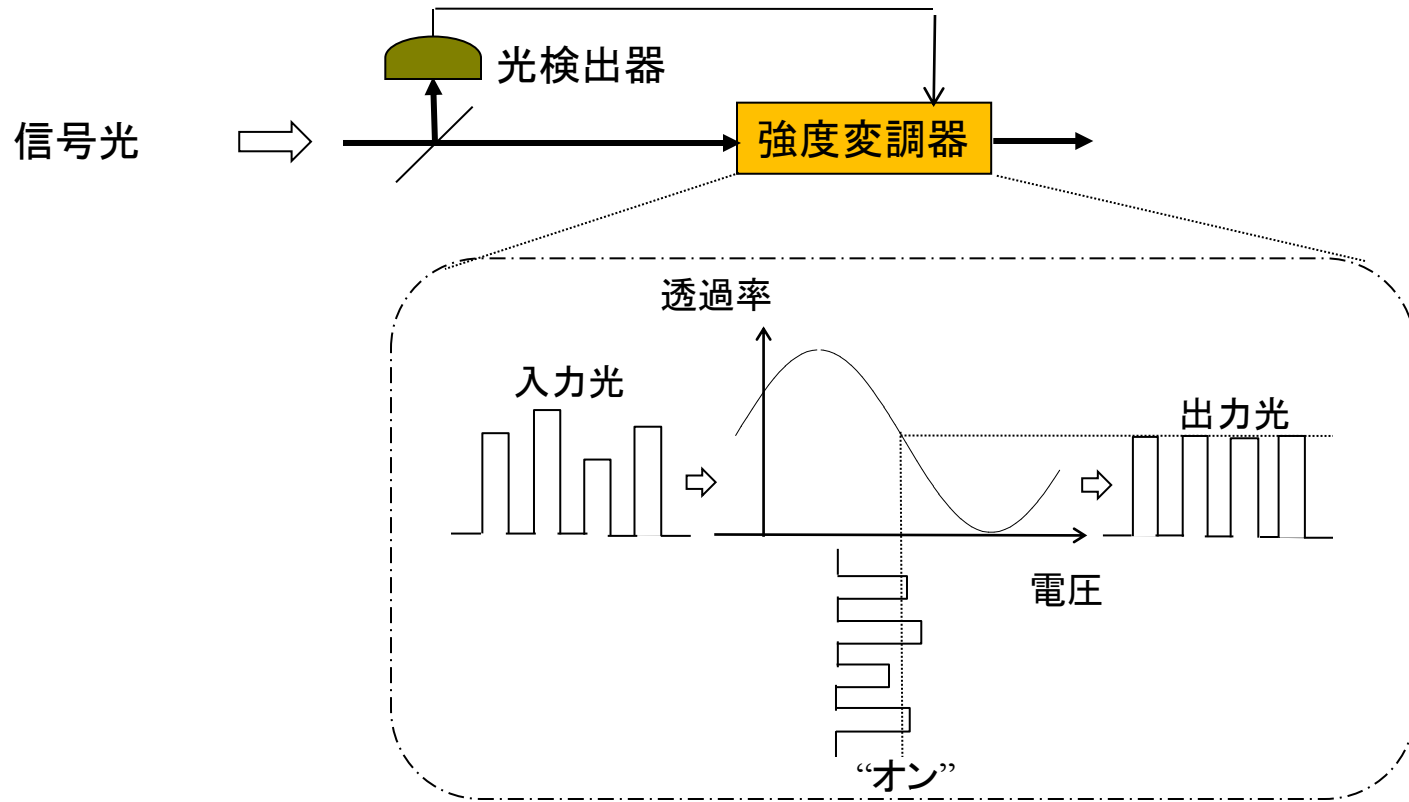 光検出器
信号光
強度変調器
透過率
入力光
出力光
電圧
“オン”